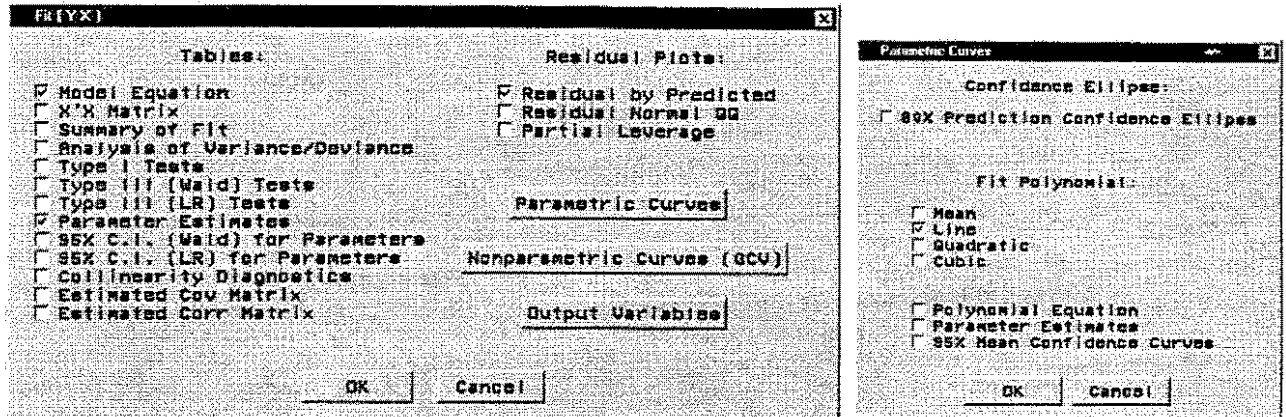 Fit (Y X)
Tables:
Model Equation
X'X Matrix
Summary of Fit
Analysis of Variance/Deviance
Type I Tests
Type III (Wald) Tests
Type III (LR) Tests
Parameter Estimates
95% C.I. (Wald) for Parameters
95% C.I. (LR) for Parameters
Collinearity Diagnostics
Estimated Cov Matrix
Estimated Corr Matrix
Residual Plots:
Residual by Predicted
Residual Normal QQ
Partial Leverage
Parametric Curves
Nonparametric Curves (GCV)
Output Variables
OK
Cancel
Parametric Curves
Confidence Ellipse:
80% Prediction Confidence Ellipse
Fit Polynomial:
Mean
Line
Quadratic
Cubic
Polynomial Equation
Parameter Estimates
95% Mean Confidence Curves
OK
Cancel